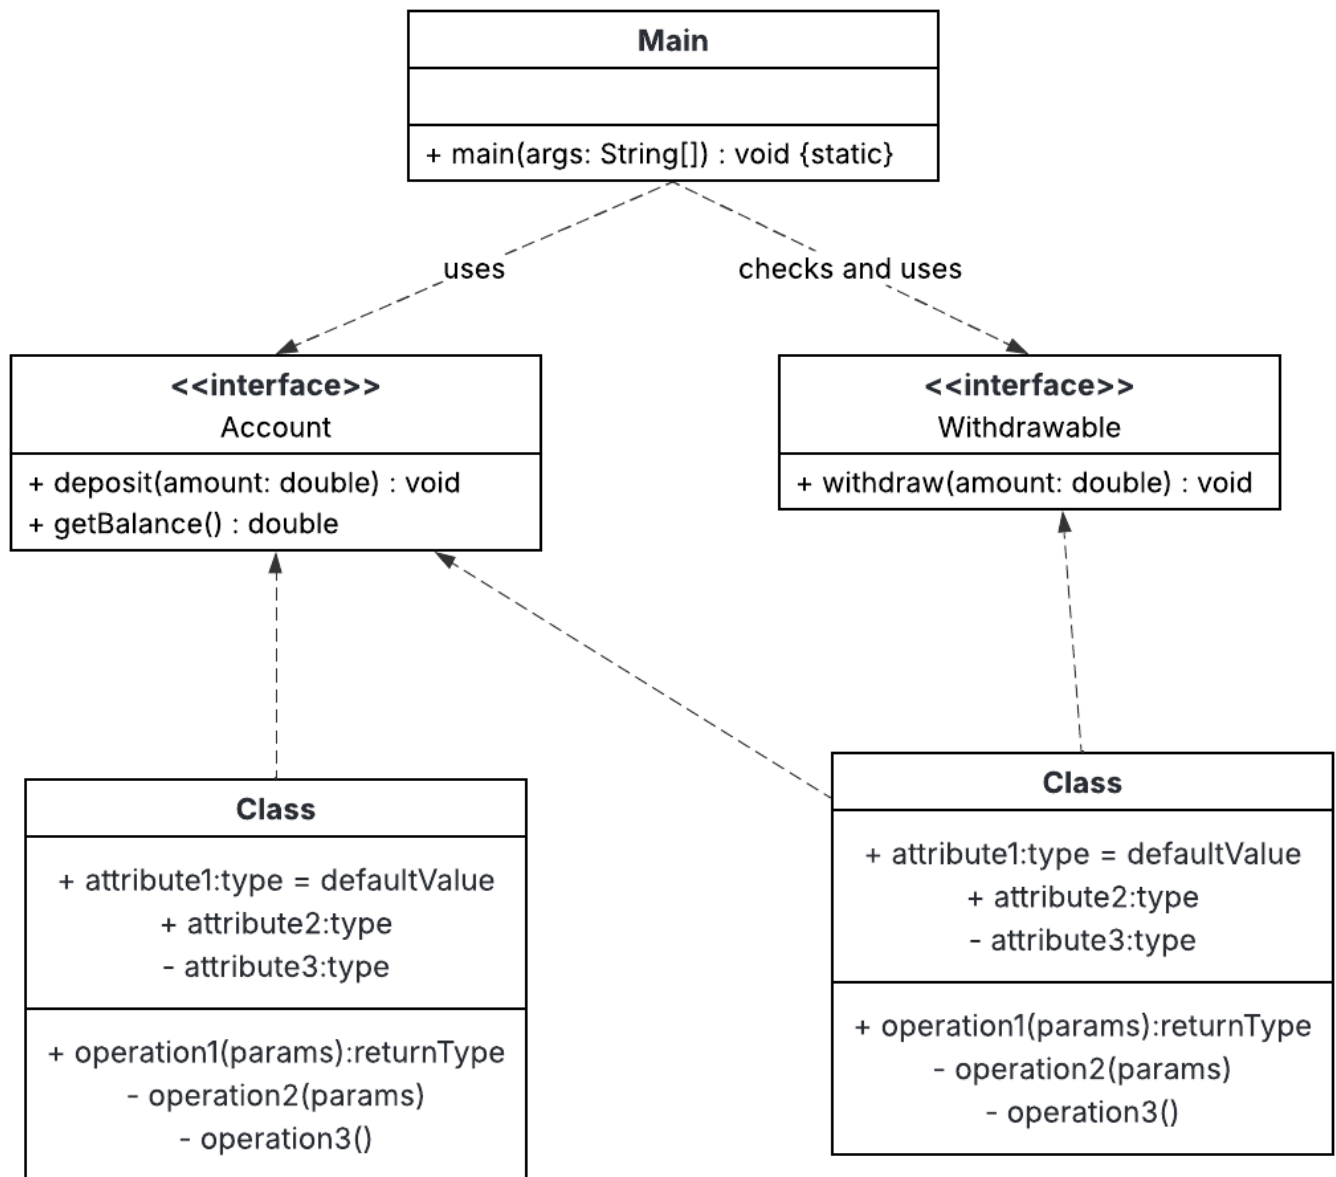 Main
+ main(args: String[]) : void {static}
uses
checks and uses
<<interface>>
Account
+ deposit(amount: double) : void
+ getBalance() : double
<<interface>>
Withdrawable
+ withdraw(amount: double) : void
Class
+ attribute1:type = defaultValue
+ attribute2:type
- attribute3:type
+ operation1(params):returnType
- operation2(params)
- operation3()
Class
+ attribute1:type = defaultValue
+ attribute2:type
- attribute3:type
+ operation1(params):returnType
- operation2(params)
- operation3()